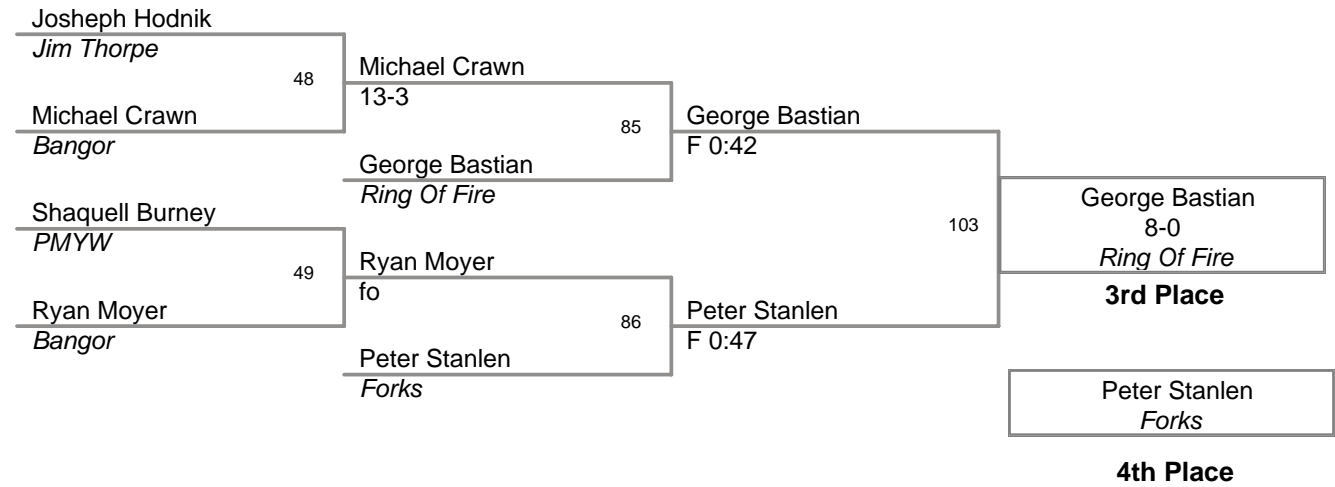 Josheph Hodnik
Jim Thorpe
48
Michael Crawn
13-3
Michael Crawn
Bangor
85
George Bastian
F 0:42
George Bastian
Ring Of Fire
Shaquell Burney
PMYW
49
Ryan Moyer
fo
Ryan Moyer
Bangor
86
Peter Stanlen
F 0:47
Peter Stanlen
Forks
103
George Bastian
8-0
Ring Of Fire
3rd Place
Peter Stanlen
Forks
4th Place